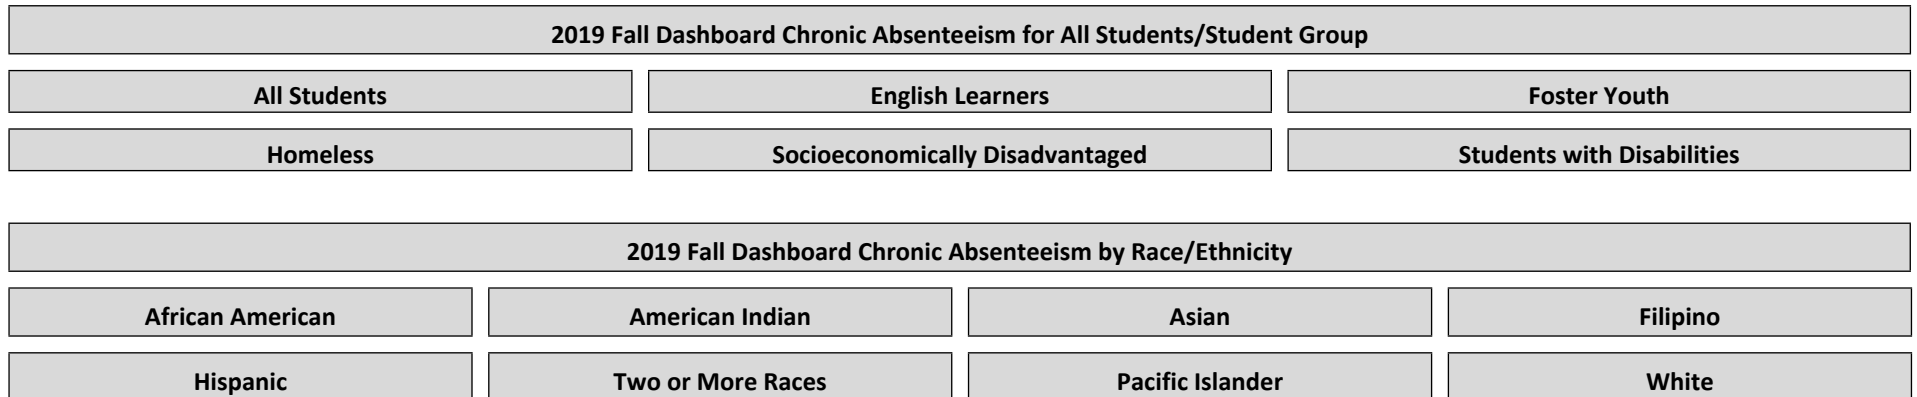 2019 Fall Dashboard Chronic Absenteeism for All Students/Student Group
All Students English Learners Foster Youth
Homeless Socioeconomically Disadvantaged Students with Disabilities
2019 Fall Dashboard Chronic Absenteeism by Race/Ethnicity
African American American Indian Asian Filipino
Hispanic Two or More Races Pacific Islander White